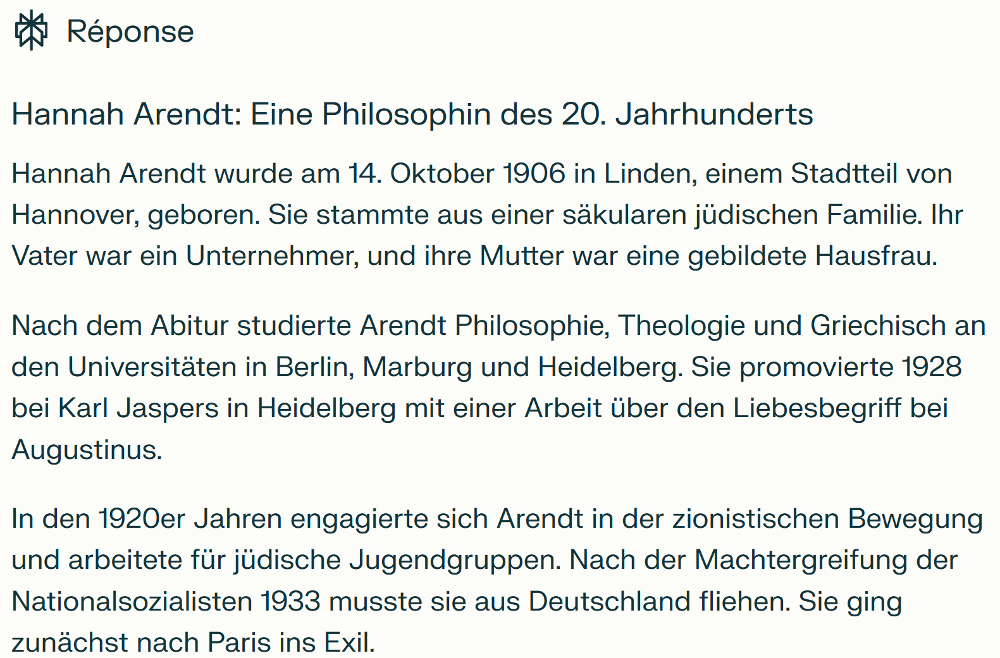 Réponse
Hannah Arendt: Eine Philosophin des 20. Jahrhunderts
Hannah Arendt wurde am 14. Oktober 1906 in Linden, einem Stadtteil von
Hannover, geboren. Sie stammte aus einer säkularen jüdischen Familie. Ihr
Vater war ein Unternehmer, und ihre Mutter war eine gebildete Hausfrau.
Nach dem Abitur studierte Arendt Philosophie, Theologie und Griechisch an
den Universitäten in Berlin, Marburg und Heidelberg. Sie promovierte 1928
bei Karl Jaspers in Heidelberg mit einer Arbeit über den Liebesbegriff bei
Augustinus.
In den 1920er Jahren engagierte sich Arendt in der zionistischen Bewegung
und arbeitete für jüdische Jugendgruppen. Nach der Machtergreifung der
Nationalsozialisten 1933 musste sie aus Deutschland fliehen. Sie ging
zunächst nach Paris ins Exil.